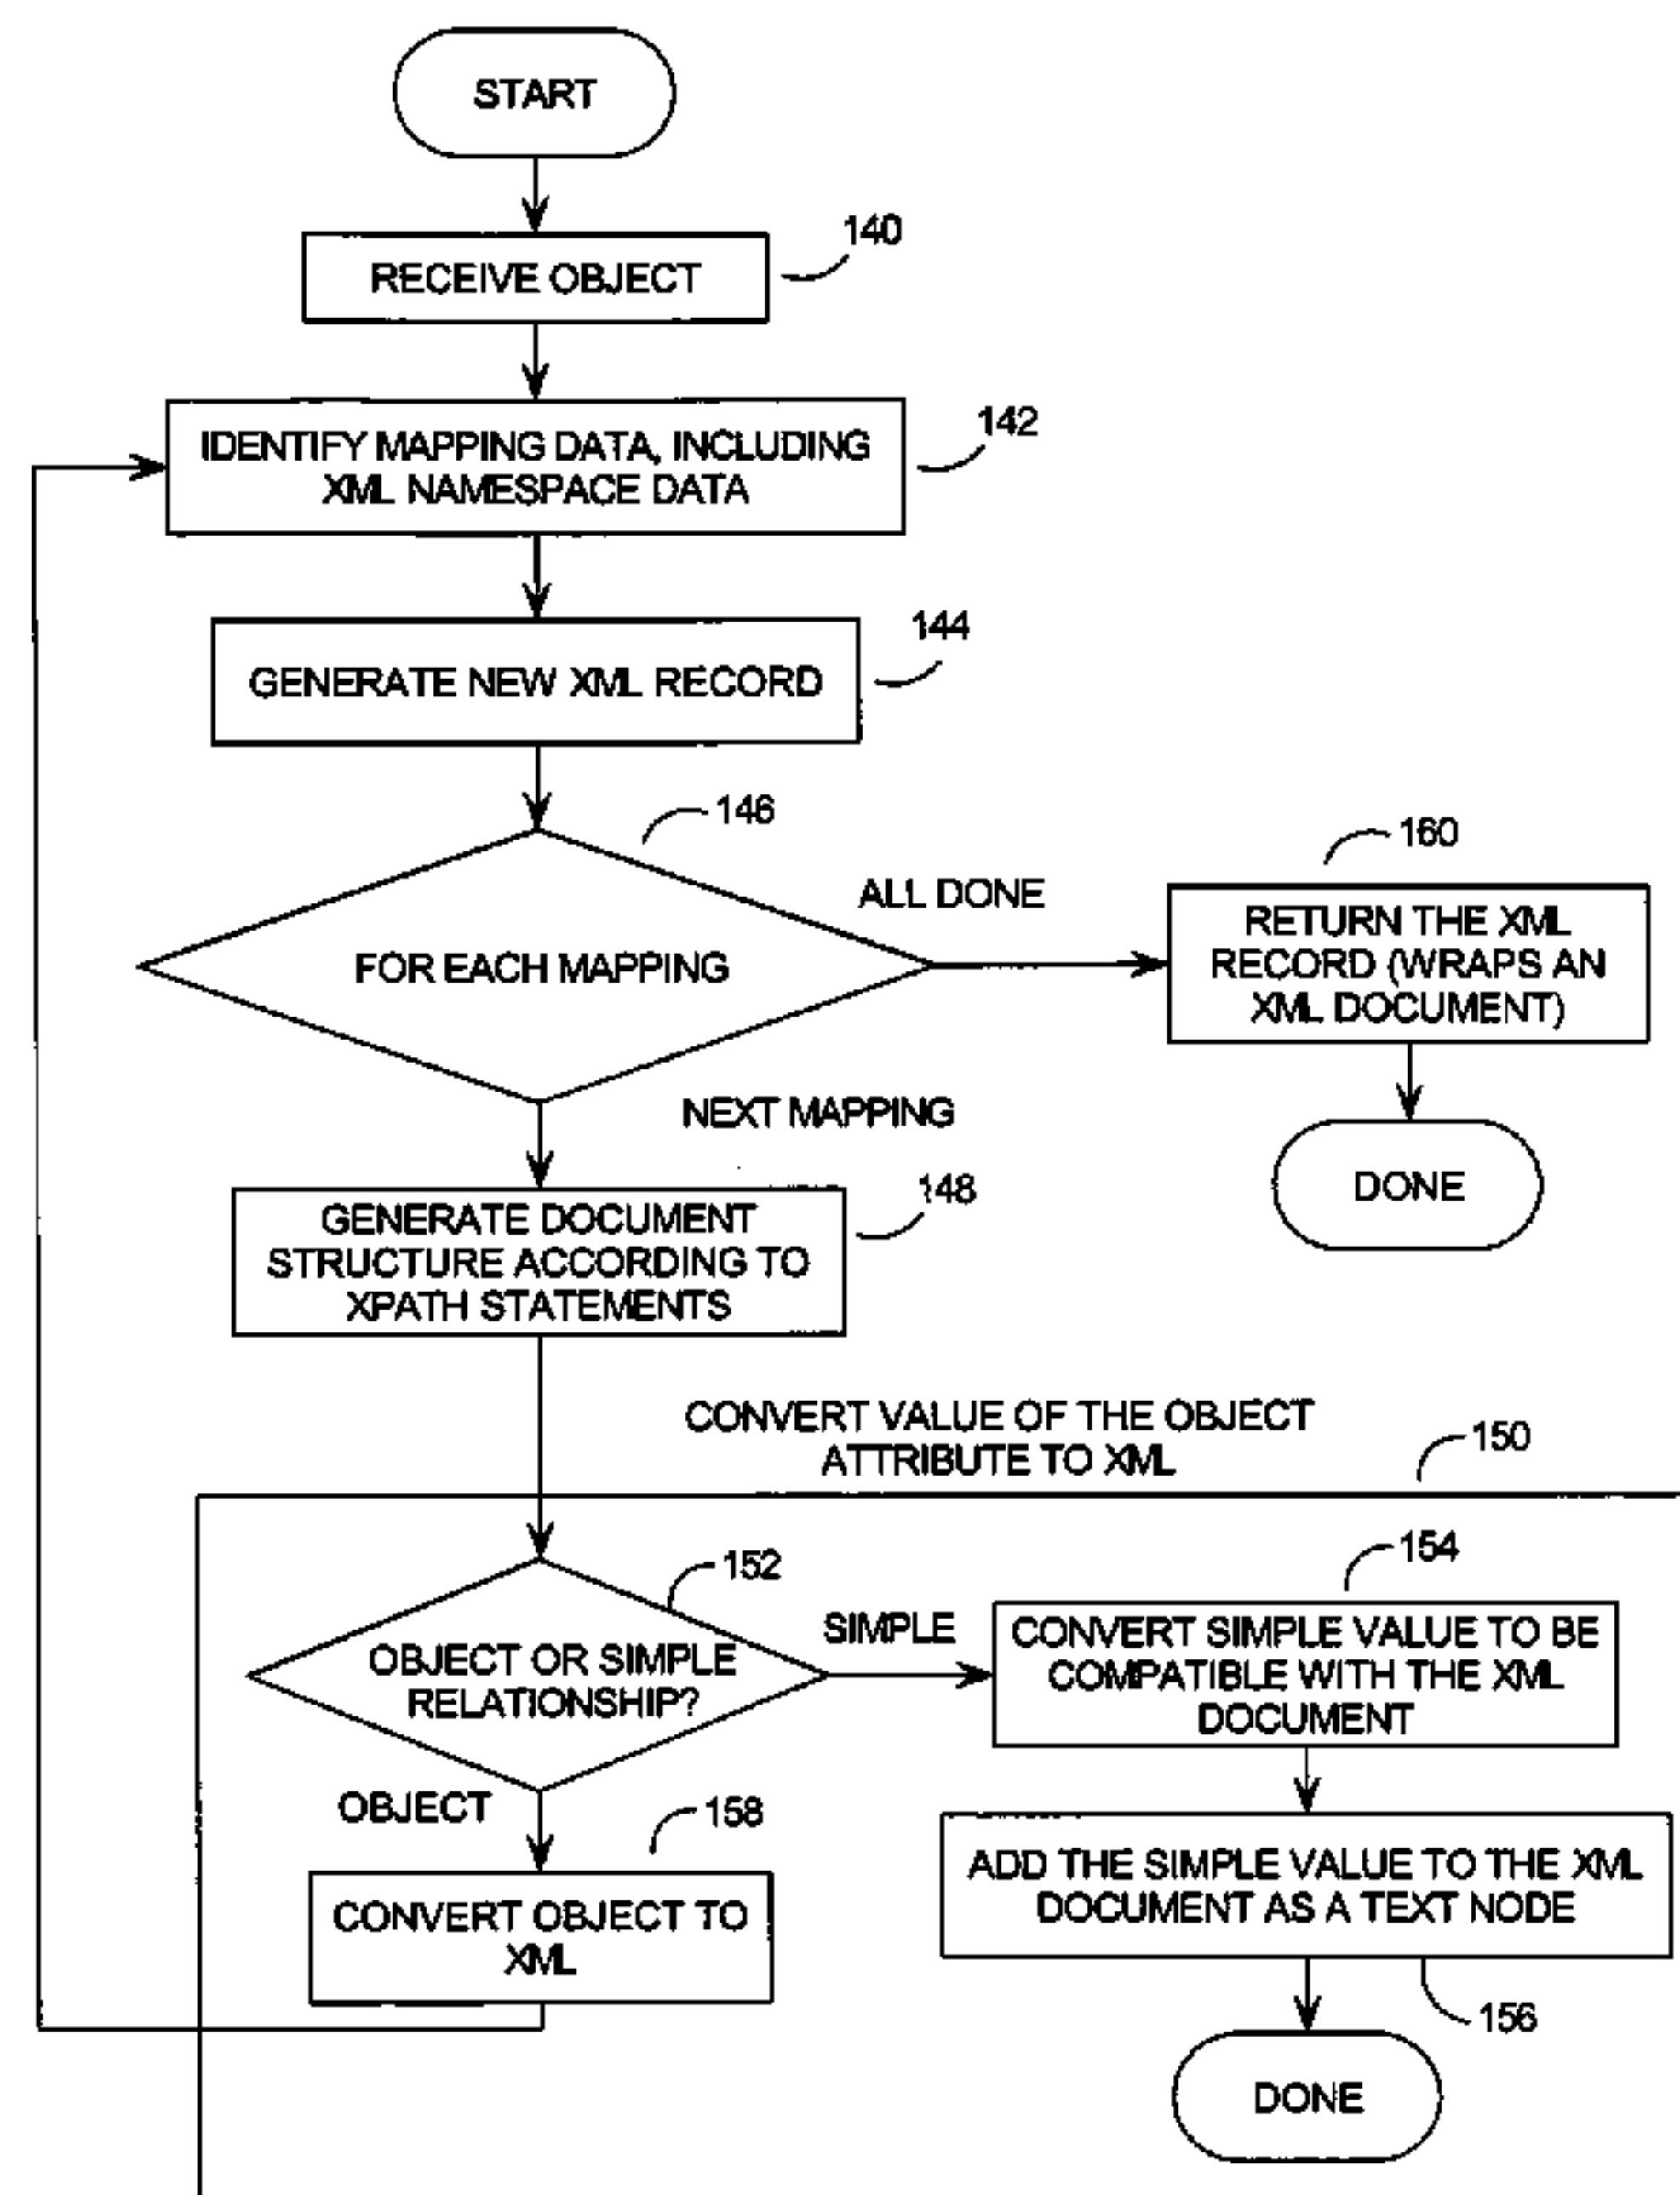 START
140
RECEIVE OBJECT
142
IDENTIFY MAPPING DATA, INCLUDING
XML NAMESPACE DATA
144
GENERATE NEW XML RECORD
146
FOR EACH MAPPING
ALL DONE
160
RETURN THE XML
RECORD (WRAPS AN
XML DOCUMENT)
DONE
NEXT MAPPING
148
GENERATE DOCUMENT
STRUCTURE ACCORDING TO
XPATH STATEMENTS
CONVERT VALUE OF THE OBJECT
ATTRIBUTE TO XML
150
152
OBJECT OR SIMPLE
RELATIONSHIP?
SIMPLE
154
CONVERT SIMPLE VALUE TO BE
COMPATIBLE WITH THE XML
DOCUMENT
OBJECT
158
CONVERT OBJECT TO
XML
ADD THE SIMPLE VALUE TO THE XML
DOCUMENT AS A TEXT NODE
156
DONE